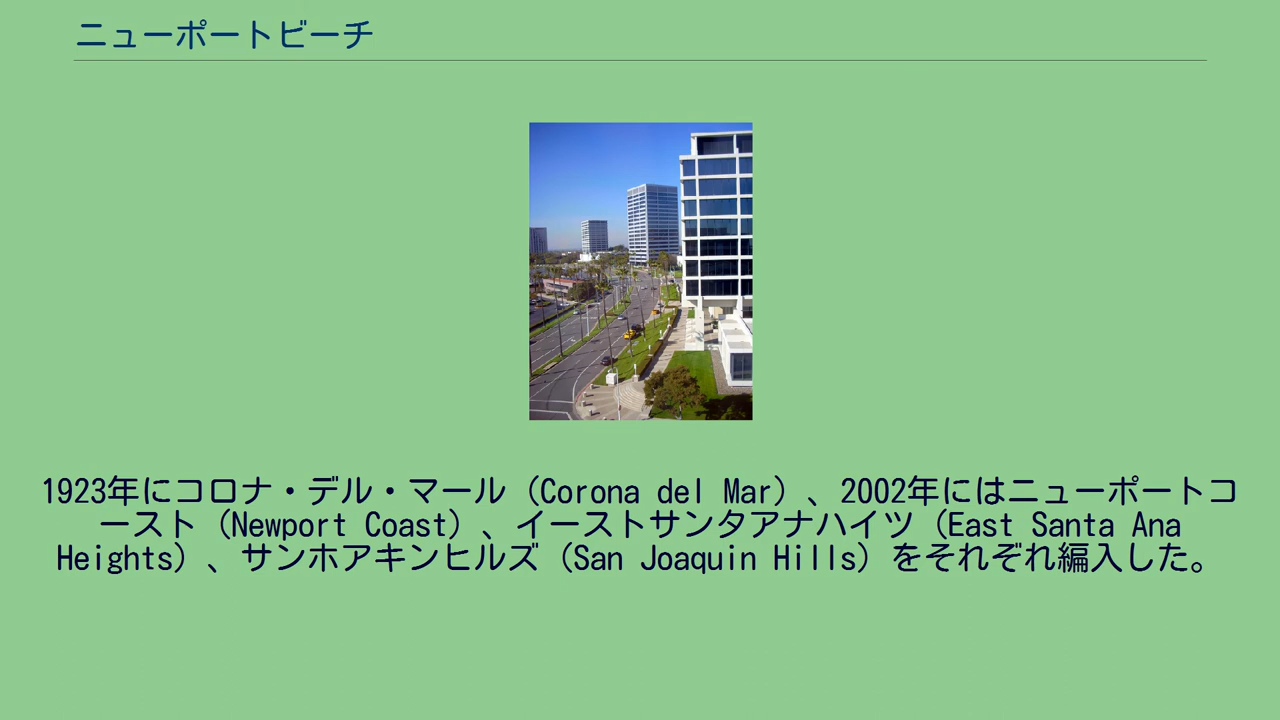 ニューポートビーチ
1923年にコロナ・デル・マール（Corona del Mar）、2002年にはニューポートコ
ースト（Newport Coast）、イーストサンタアナハイツ（East Santa Ana
Heights）、サンホアキンヒルズ（San Joaquin Hills）をそれぞれ編入した。